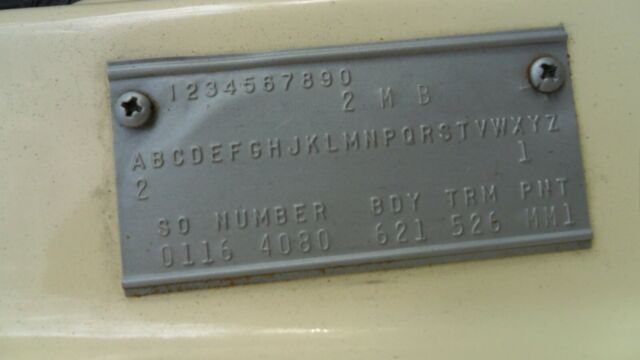 1234567890
2 M B
ABCDEFGHJKLMNPQRSTVWXYZ
2 1
SO NUMBER BDY TRM PNT
0116 4080 621 526 MM1